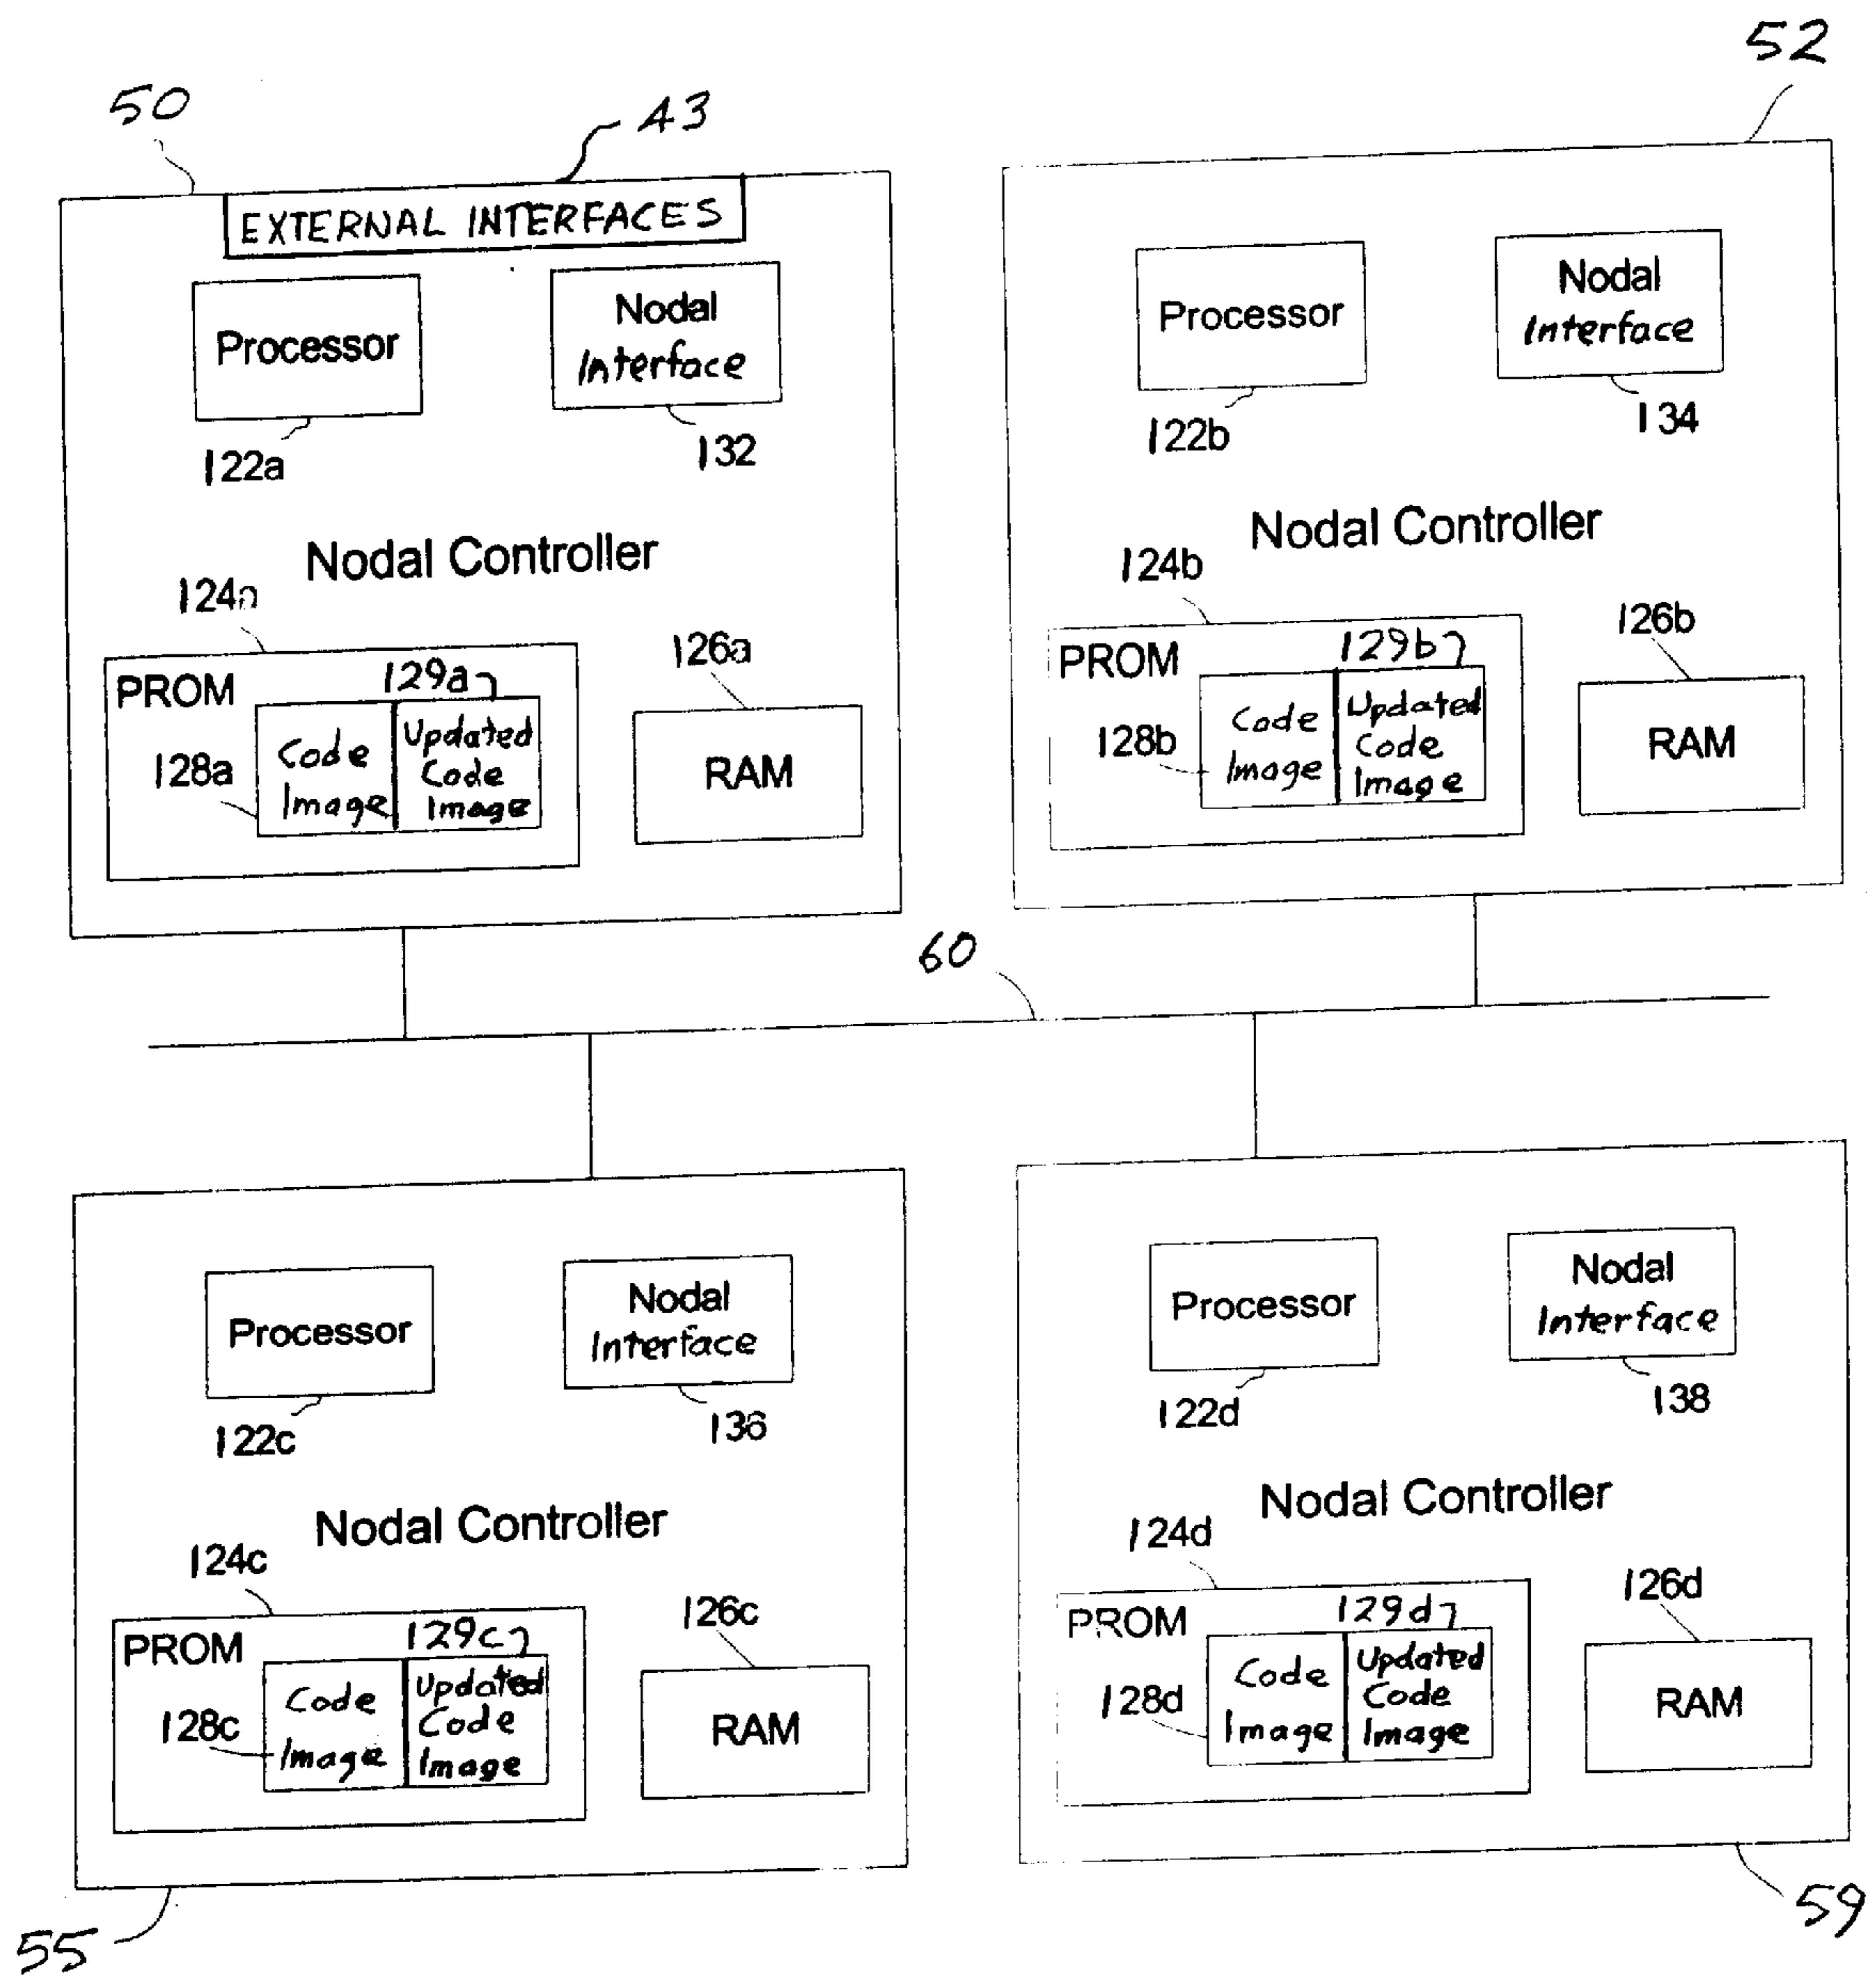 50
43
52
EXTERNAL INTERFACES
Processor
Nodal
Interface
122a
132
Nodal Controller
124a
126a
PROM
129a
128a
Code
Image
Updated
Code
Image
RAM
Processor
Nodal
Interface
122b
134
Nodal Controller
124b
126b
PROM
129b
128b
Code
Image
Updated
Code
Image
RAM
60
Processor
Nodal
Interface
122c
136
Nodal Controller
124c
126c
PROM
129c
128c
Code
Image
Updated
Code
Image
RAM
55
Processor
Nodal
Interface
122d
138
Nodal Controller
124d
126d
PROM
129d
128d
Code
Image
Updated
Code
Image
RAM
59